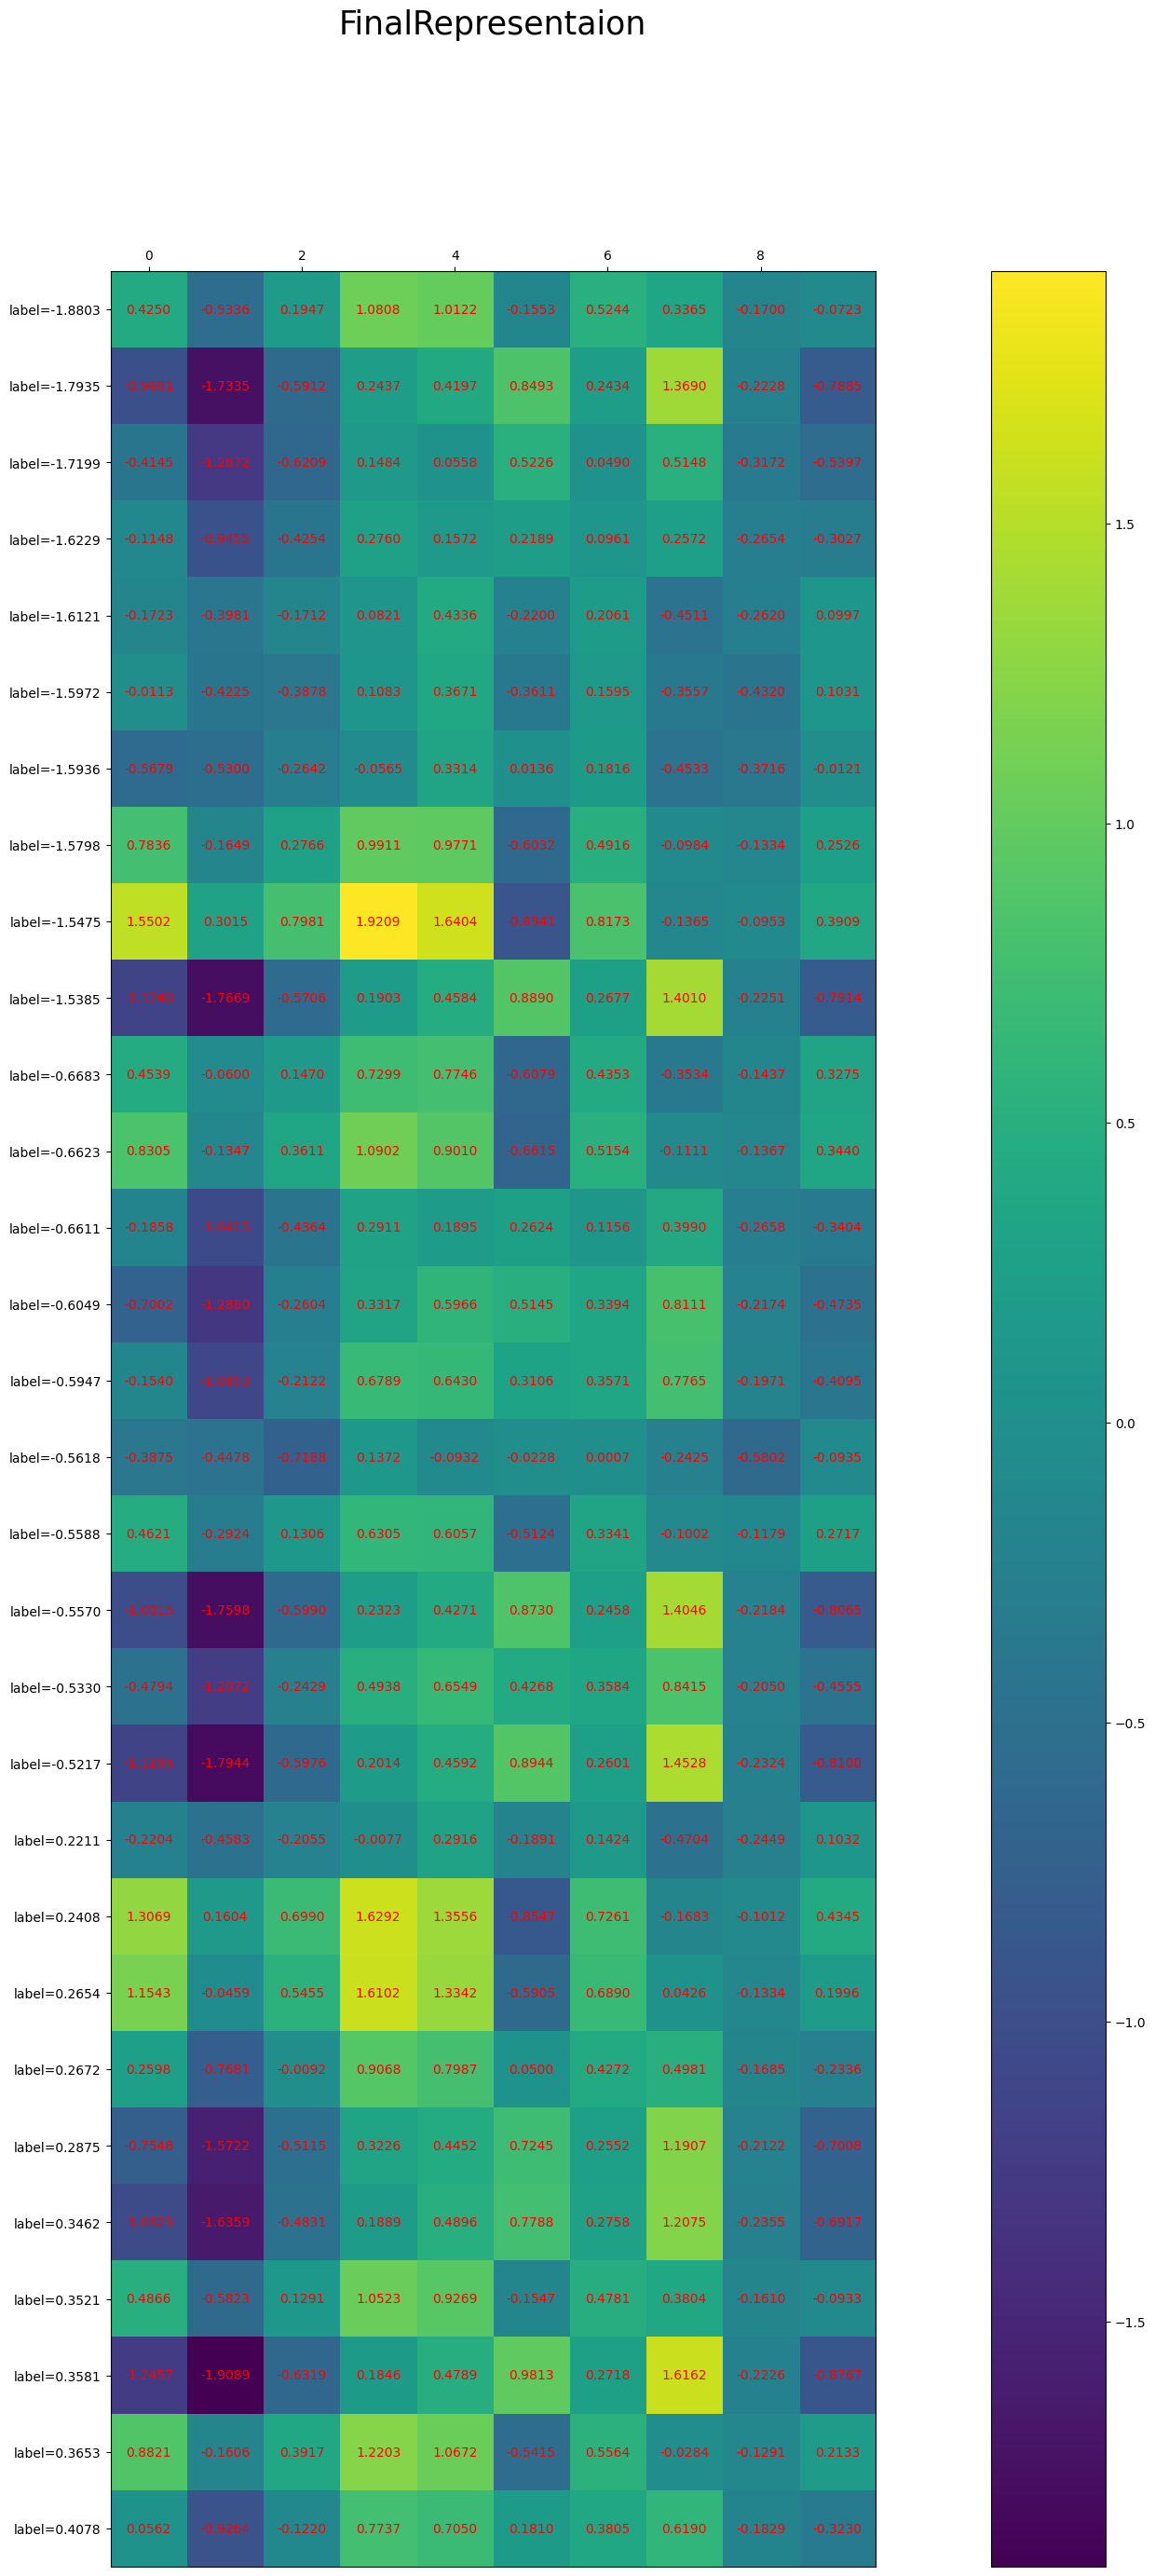 FinalRepresentaion
0 2 4 6 8
label=-1.8803 0.4250 -0.5336 0.1947 1.0808 1.0122 -0.1553 0.5244 0.3365 -0.1700 -0.0723
label=-1.7935 -1.7335 -0.5912 0.2437 0.4197 0.8493 0.2434 1.3690 -0.2228 -0.7885
label=-1.7199 -0.4145 -1.2672 -0.6209 0.1484 0.0558 0.5226 0.0490 0.5148 -0.3172 -0.5397
1.5
label=-1.6229 -0.1148 -0.9455 -0.4254 0.2760 0.1572 0.2189 0.0961 0.2572 -0.2654 -0.3027
label=-1.6121 -0.1723 -0.3981 -0.1712 0.0821 0.4336 -0.2200 0.2061 -0.4511 -0.2620 0.0997
label=-1.5972 -0.0113 -0.4225 -0.3878 0.1083 0.3671 -0.3611 0.1595 -0.3557 -0.4320 0.1031
label=-1.5936 -0.5679 -0.5300 -0.2642 -0.0565 0.3314 0.0136 0.1816 -0.4533 -0.3716 -0.0121
1.0
label=-1.5798 0.7836 -0.1649 0.2766 0.9911 0.9771 -0.6032 0.4916 -0.0984 -0.1334 0.2526
label=-1.5475 1.5502 0.3015 0.7981 1.9209 1.6404 -0.8941 0.8173 -0.1365 -0.0953 0.3909
label=-1.5385 -1.1240 -1.7669 -0.5706 0.1903 0.4584 0.8890 0.2677 1.4010 -0.2251 -0.7914
label=-0.6683 0.4539 -0.0600 0.1470 0.7299 0.7746 -0.6079 0.4353 -0.3534 -0.1437 0.3275
0.5
label=-0.6623 0.8305 -0.1347 0.3611 1.0902 0.9010 -0.6615 0.5154 -0.1111 -0.1367 0.3440
label=-0.6611 -0.1858 -1.0415 -0.4364 0.2911 0.1895 0.2624 0.1156 0.3990 -0.2658 -0.3404
label=-0.6049 -0.7002 -1.2880 -0.2604 0.3317 0.5966 0.5145 0.3394 0.8111 -0.2174 -0.4735
label=-0.5947 -0.1540 -1.0953 -0.2122 0.6789 0.6430 0.3106 0.3571 0.7765 -0.1971 -0.4095
0.0
label=-0.5618 -0.3875 -0.4478 -0.7188 0.1372 -0.0932 -0.0228 0.0007 -0.2425 -0.5802 -0.0935
label=-0.5588 0.4621 -0.2924 0.1306 0.6305 0.6057 -0.5124 0.3341 -0.1002 -0.1179 0.2717
label=-0.5570 -1.7598 -0.5990 0.2323 0.4271 0.8730 0.2458 1.4046 -0.2184 -0.8065
label=-0.5330 -0.4794 -1.2072 -0.2429 0.4938 0.6549 0.4268 0.3584 0.8415 -0.2050 -0.4555
−0.5
label=-0.5217 -1.1195 -1.7944 -0.5976 0.2014 0.4592 0.8944 0.2601 1.4528 -0.2324 -0.8100
label=0.2211 -0.2204 -0.4583 -0.2055 -0.0077 0.2916 -0.1891 0.1424 -0.4704 -0.2449 0.1032
label=0.2408 1.3069 0.1604 0.6990 1.6292 1.3556 -0.8547 0.7261 -0.1683 -0.1012 0.4345
label=0.2654 1.1543 -0.0459 0.5455 1.6102 1.3342 -0.5905 0.6890 0.0426 -0.1334 0.1996
−1.0
label=0.2672 0.2598 -0.7681 -0.0092 0.9068 0.7987 0.0500 0.4272 0.4981 -0.1685 -0.2336
label=0.2875 -0.7548 -1.5722 -0.5115 0.3226 0.4452 0.7245 0.2552 1.1907 -0.2122 -0.7008
label=0.3462 -1.6359 -0.4831 0.1889 0.4896 0.7788 0.2758 1.2075 -0.2355 -0.6917
label=0.3521 0.4866 -0.5823 0.1291 1.0523 0.9269 -0.1547 0.4781 0.3804 -0.1610 -0.0933
−1.5
label=0.3581 -1.2457 -1.9089 -0.6319 0.1846 0.4789 0.9813 0.2718 1.6162 -0.2226 -0.8767
label=0.3653 0.8821 -0.1606 0.3917 1.2203 1.0672 -0.5415 0.5564 -0.0284 -0.1291 0.2133
label=0.4078 0.0562 -0.9264 -0.1220 0.7737 0.7050 0.1810 0.3805 0.6190 -0.1829 -0.3230